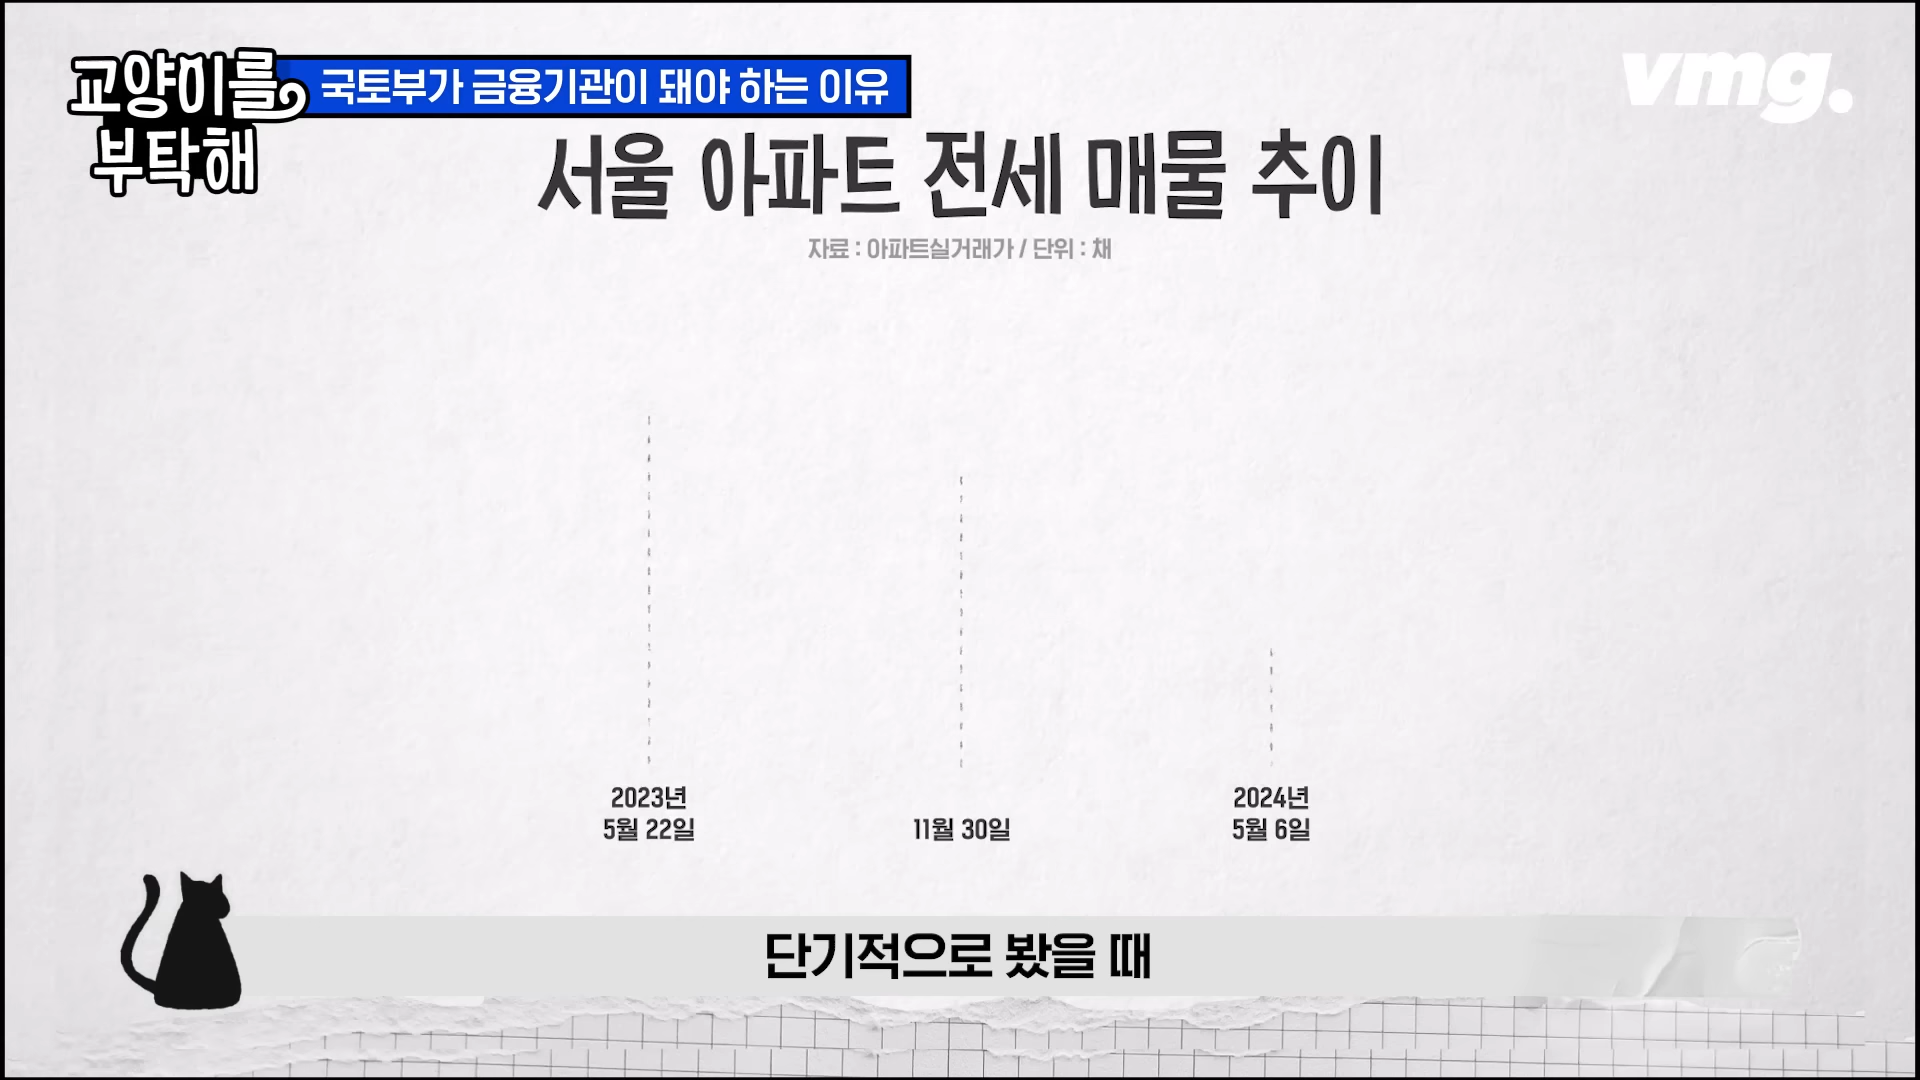 교양이를
부탁해
국토부가 금융기관이 돼야 하는 이유
vmg.
서울 아파트 전세 매물 추이
자료 : 아파트실거래가 / 단위 : 채
2023년
5월 22일
11월 30일
2024년
5월 6일
단기적으로 봤을 때